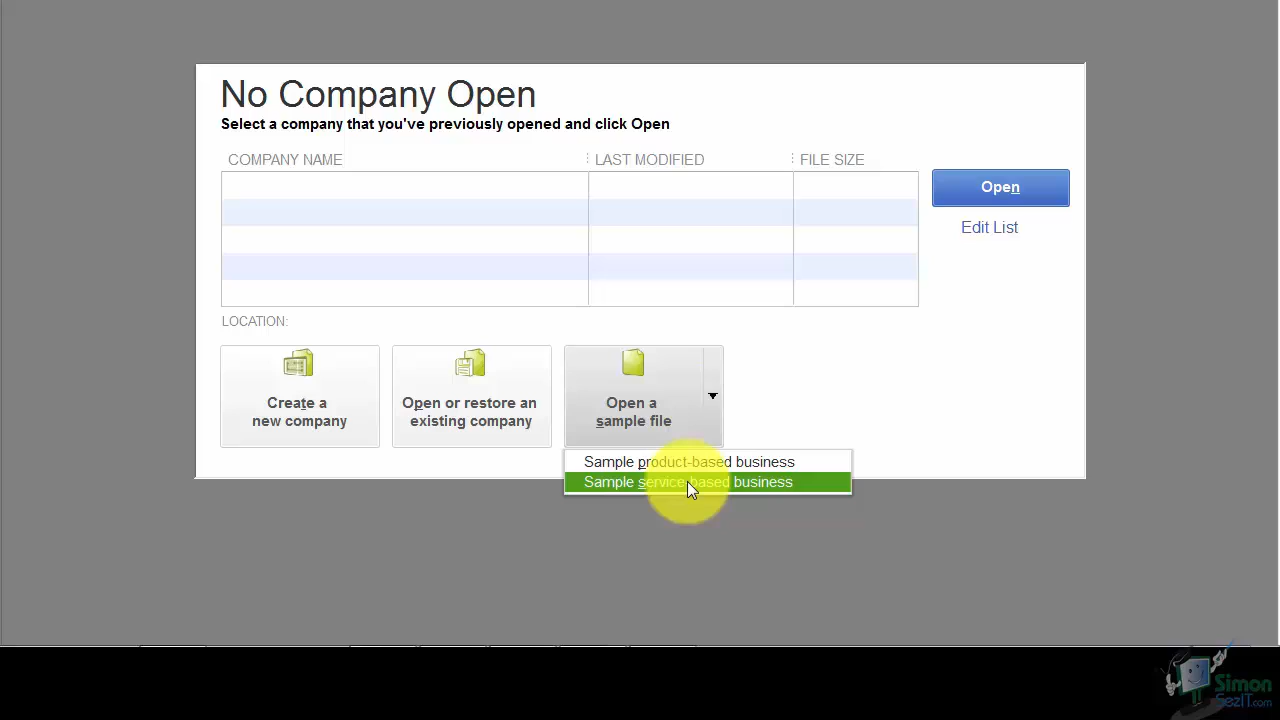 No Company Open
Select a company that you've previously opened and click Open
COMPANY NAME LAST MODIFIED FILE SIZE
Open
Edit List
LOCATION:
Create a
new company
Open or restore an
existing company
Open a
sample file
Sample product-based business
Sample service-based business
Simon
SezIT.com